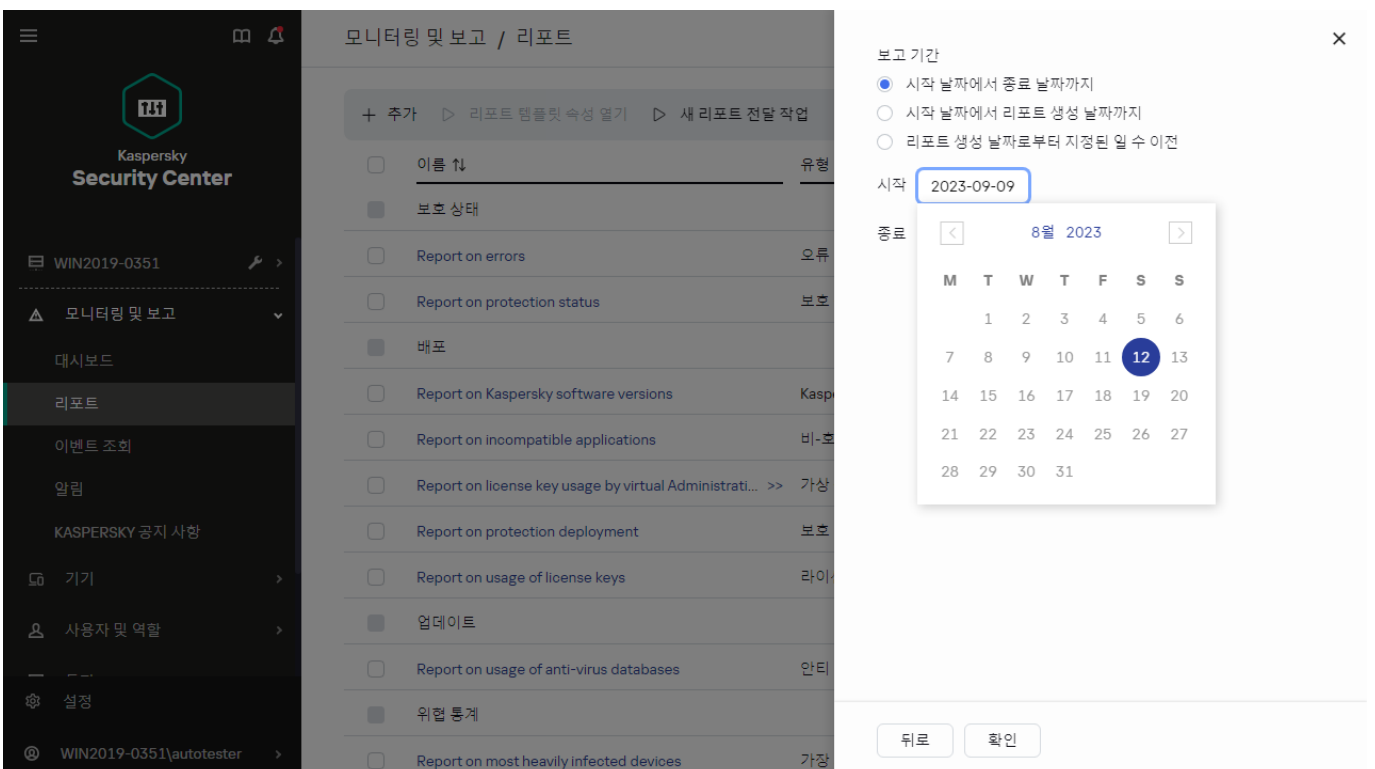 Kaspersky
Security Center
WIN2019-0351
모니터링 및 보고
대시보드
리포트
이벤트 조회
알림
KASPERSKY 공지 사항
기기
사용자 및 역할
설정
WIN2019-0351\autotester
모니터링 및 보고 / 리포트
+ 추가 ▷ 리포트 템플릿 속성 열기 ▷ 새 리포트 전달 작업
이름 유형
보호 상태
Report on errors 오류
Report on protection status 보호
배포
Report on Kaspersky software versions Kasp
Report on incompatible applications 비-호
Report on license key usage by virtual Administrati... >> 가상
Report on protection deployment 보호
Report on usage of license keys 라이
업데이트
Report on usage of anti-virus databases 안티
위협 통계
Report on most heavily infected devices 가장
보고 기간
시작 날짜에서 종료 날짜까지
시작 날짜에서 리포트 생성 날짜까지
리포트 생성 날짜로부터 지정된 일 수 이전
시작 2023-09-09
종료
8월 2023
M T W T F S S
1 2 3 4 5 6
7 8 9 10 11 12 13
14 15 16 17 18 19 20
21 22 23 24 25 26 27
28 29 30 31
뒤로 확인